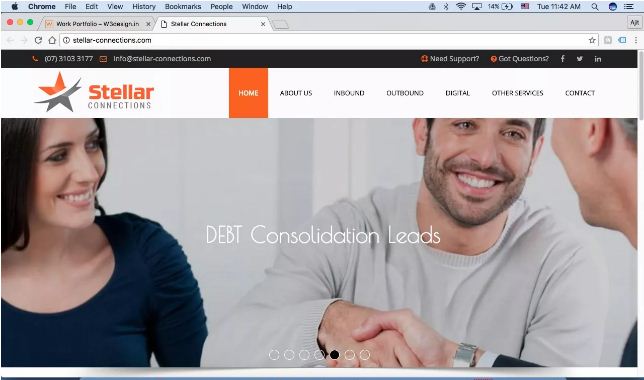 Chrome File Edit View History Bookmarks People Window Help 14% Tue 11:42 AM
Work Portfolio – W3design.in Stellar Connections Ajit
stellar-connections.com
(07) 3103 3177 info@stellar-connections.com Need Support? Got Questions?
Stellar
CONNECTIONS
HOME ABOUT US INBOUND OUTBOUND DIGITAL OTHER SERVICES CONTACT
DEBT Consolidation Leads